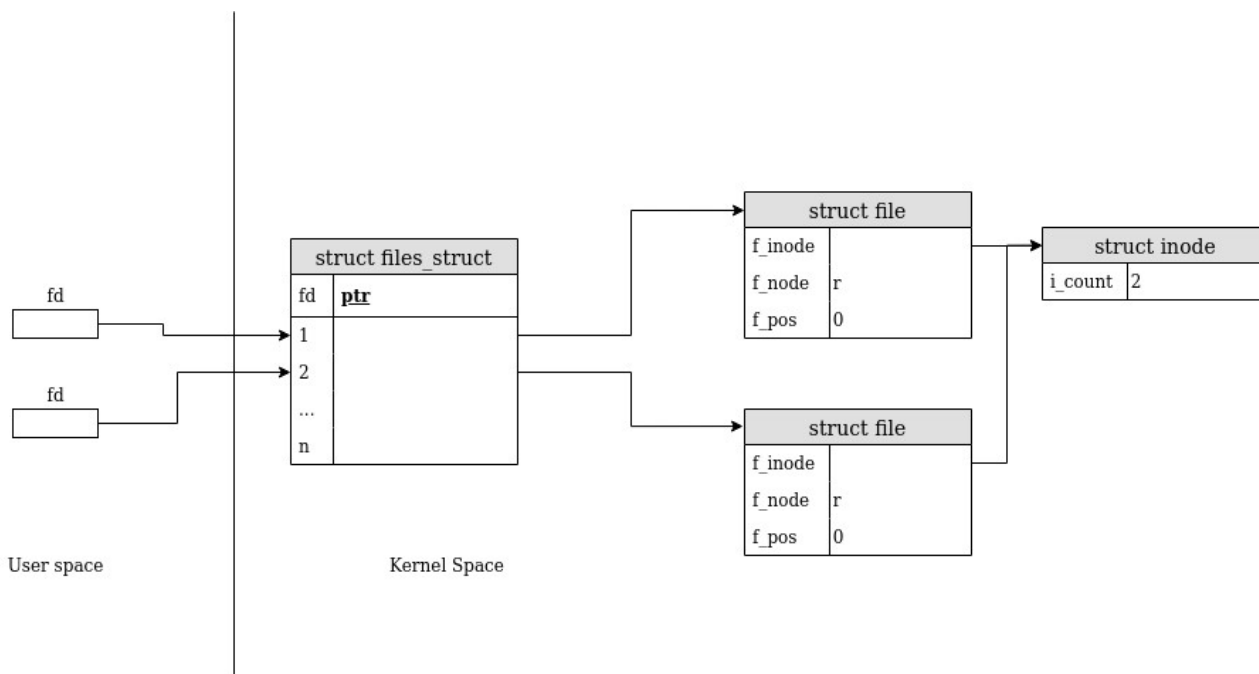 fd
fd
User space
struct files_struct
fd ptr
1
2
...
n
Kernel Space
struct file
f_inode
f_node r
f_pos 0
struct file
f_inode
f_node r
f_pos 0
struct inode
i_count 2